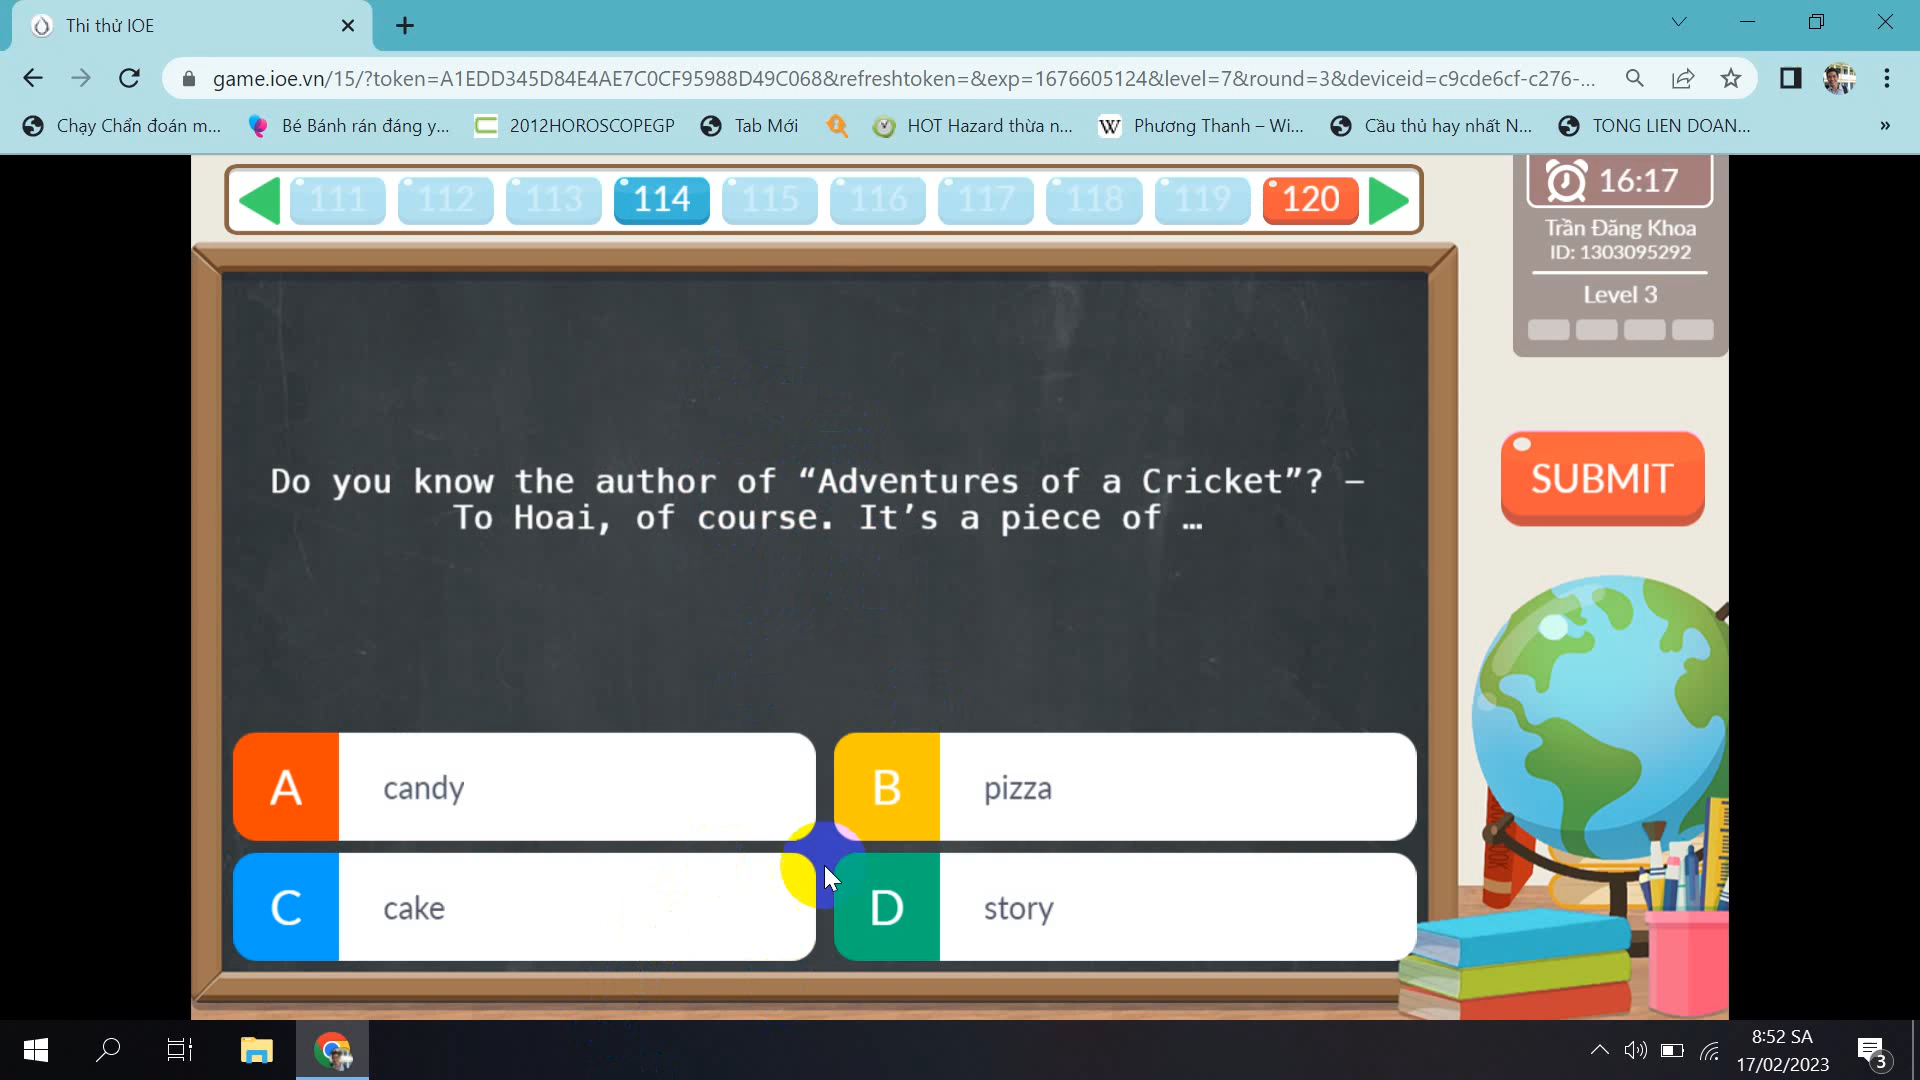 Thi thử IOE
game.ioe.vn/15/?token=A1EDD345D84E4AE7C0CF95988D49C068&refreshtoken=&exp=1676605124&level=7&round=3&deviceid=c9cde6cf-c276-...
Chạy Chẩn đoán m... Bé Bánh rán đáng y... 2012HOROSCOPEGP Tab Mới HOT Hazard thừa n... W Phương Thanh – Wi... Cầu thủ hay nhất N... TONG LIEN DOAN... »
111 112 113 114 115 116 117 118 119 120
16:17
Trần Đăng Khoa
ID: 1303095292
Level 3
Do you know the author of “Adventures of a Cricket”? –
To Hoai, of course. It’s a piece of …
SUBMIT
A candy
B pizza
C cake
D story
8:52 SA
17/02/2023
3